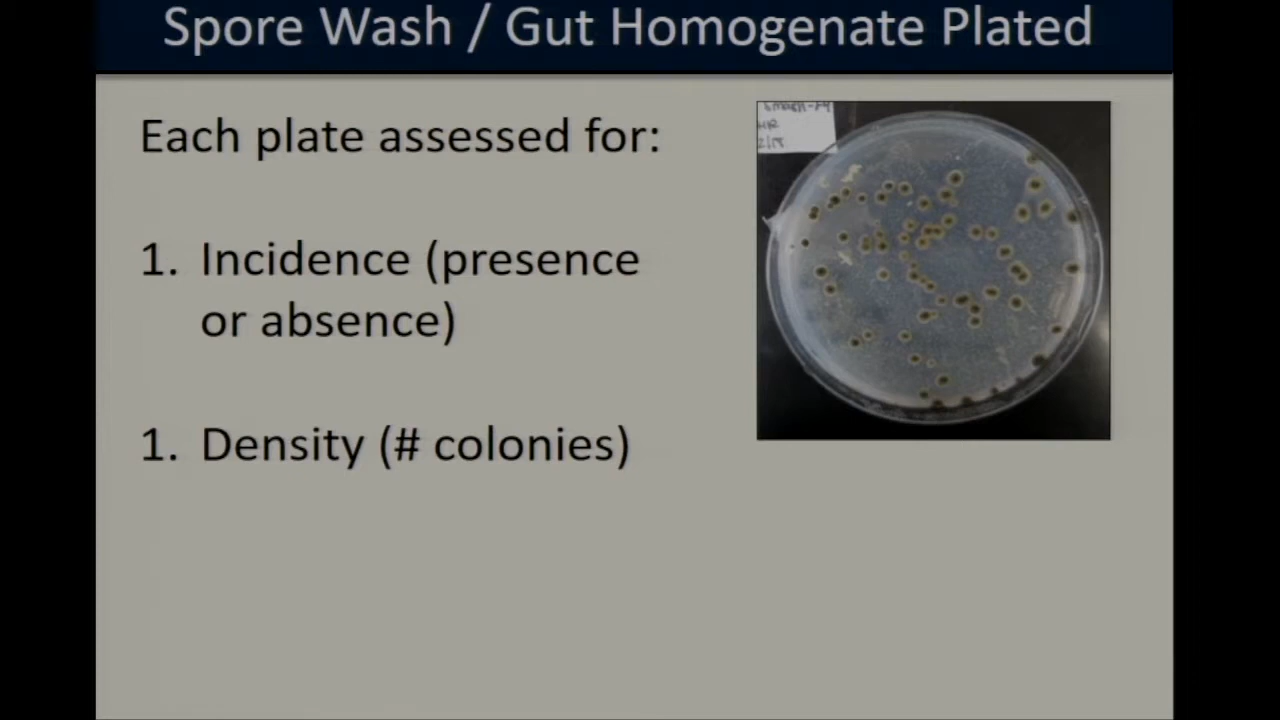 Spore Wash / Gut Homogenate Plated
Each plate assessed for:
1. Incidence (presence
or absence)
1. Density (# colonies)